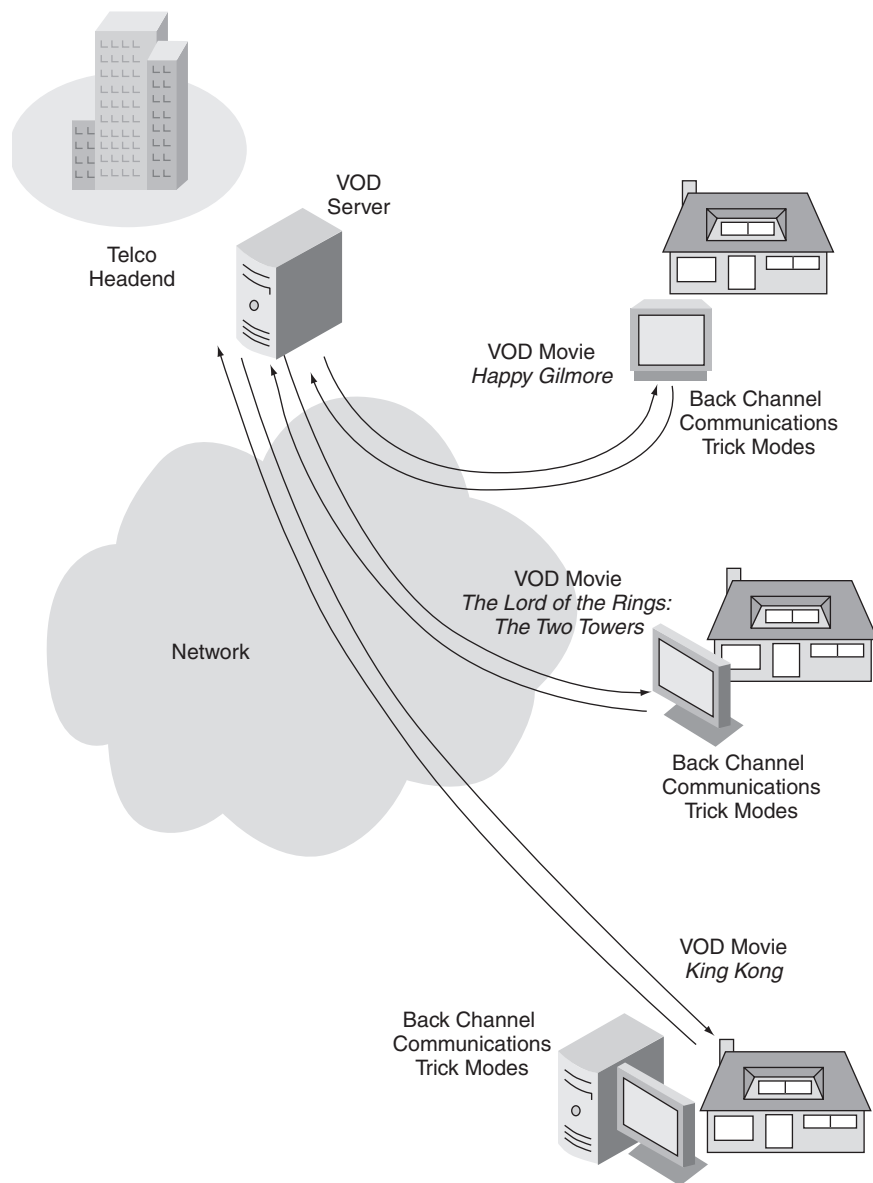 VOD
Server
Telco
Headend
VOD Movie
Happy Gilmore
Back Channel
Communications
Trick Modes
VOD Movie
The Lord of the Rings:
The Two Towers
Network
Back Channel
Communications
Trick Modes
VOD Movie
King Kong
Back Channel
Communications
Trick Modes